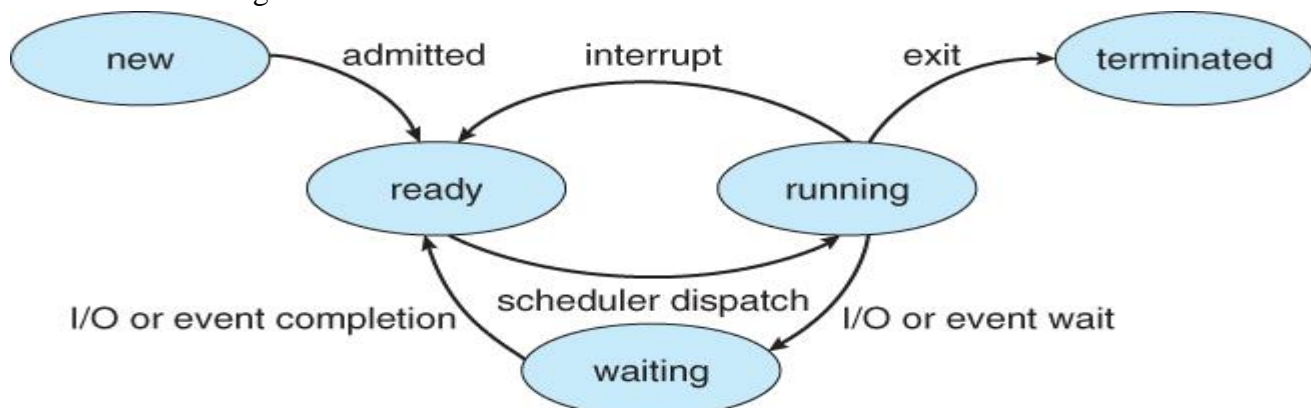 new
admitted
interrupt
exit
terminated
ready
running
I/O or event completion
scheduler dispatch
I/O or event wait
waiting